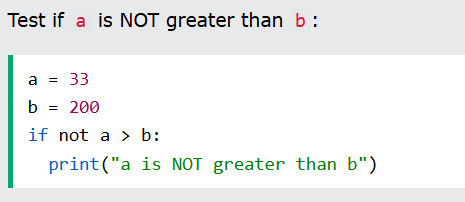 Test if a is NOT greater than b :
a = 33
b = 200
if not a > b:
  print("a is NOT greater than b")